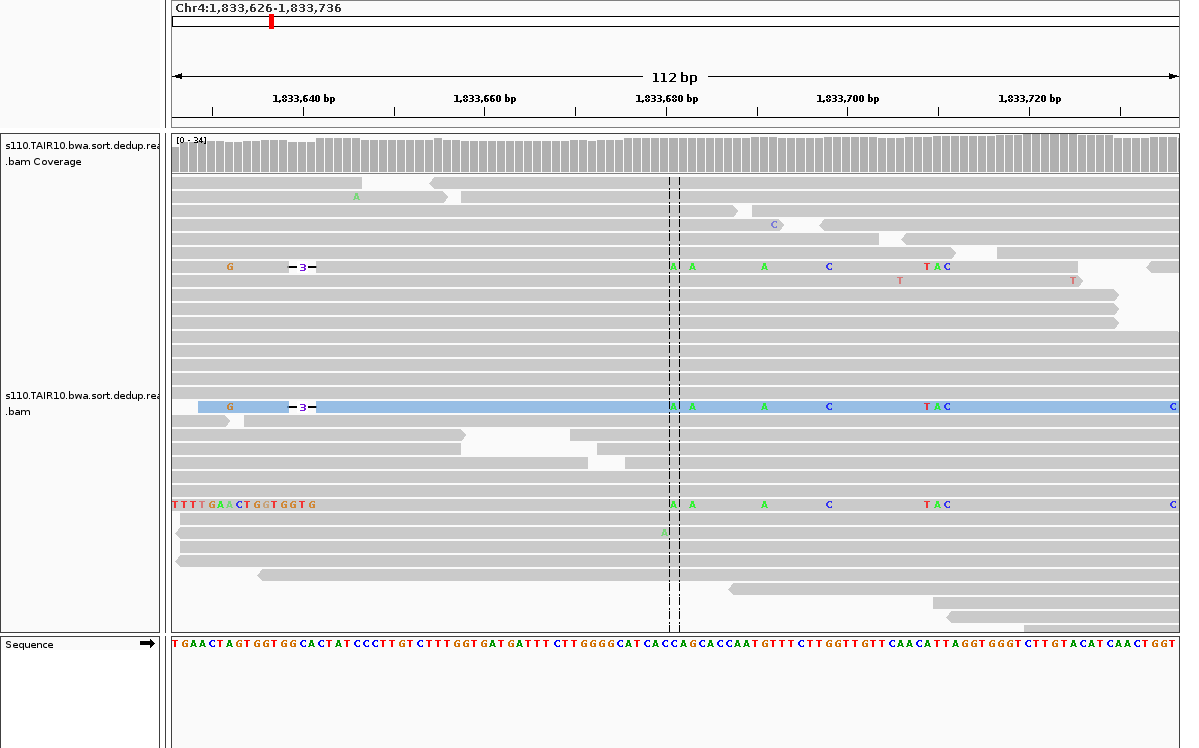 Chr4:1,833,626-1,833,736
112 bp
1,833,640 bp 1,833,660 bp 1,833,680 bp 1,833,700 bp 1,833,720 bp
s110.TAIR10.bwa.sort.dedup.rea
.bam Coverage
[0 - 34]
A
C
G 3 A A A C T A C
T T
s110.TAIR10.bwa.sort.dedup.rea
.bam
G 3 A A A C T A C C
T T T T G A A C T G G T G G T G A A A C T A C C
A
Sequence
TGAACTAGTGGTGGCACTATCCCTTGTCTTTGGTGATGATTTCTTGGGGCATCACCAGCACCAATGTTTCTTGGTTGTTCAACATTAGGTGGGTCTTGTACATCAACTGGT